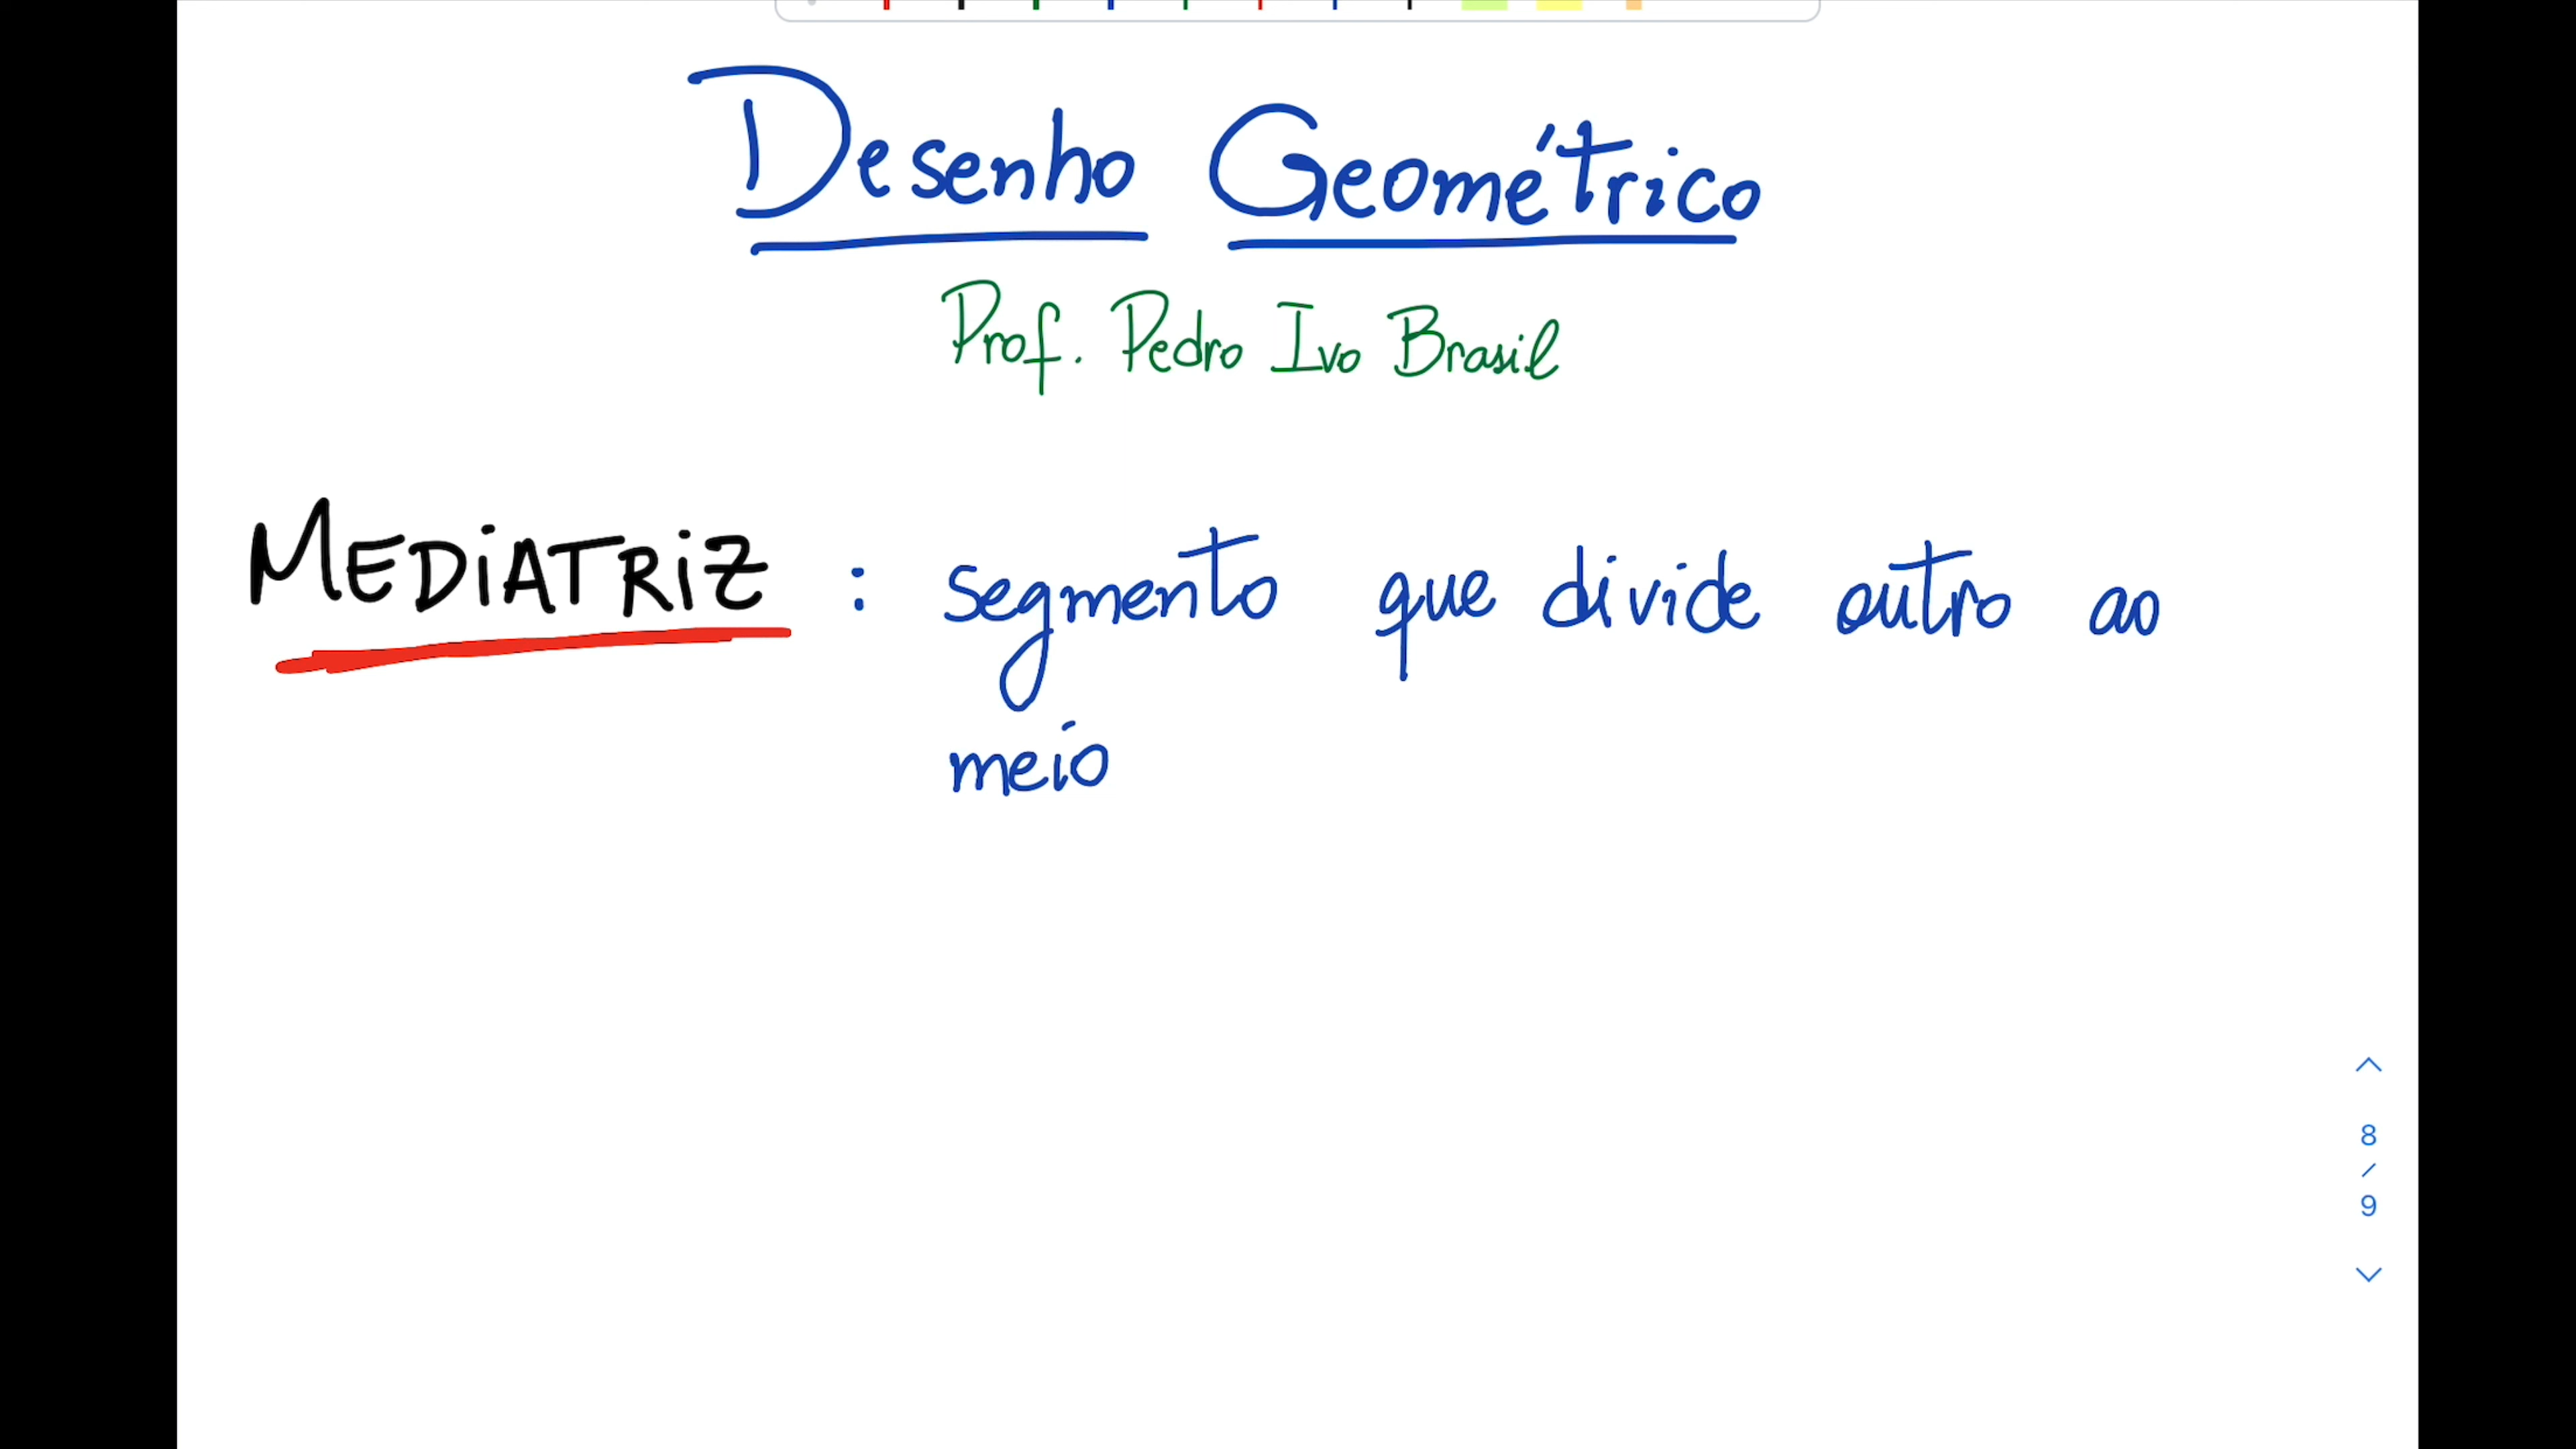 Desenho Geométrico
Prof. Pedro Ivo Brasil
MEDiATRiZ : segmento que divide outro ao
meio
8
/
9